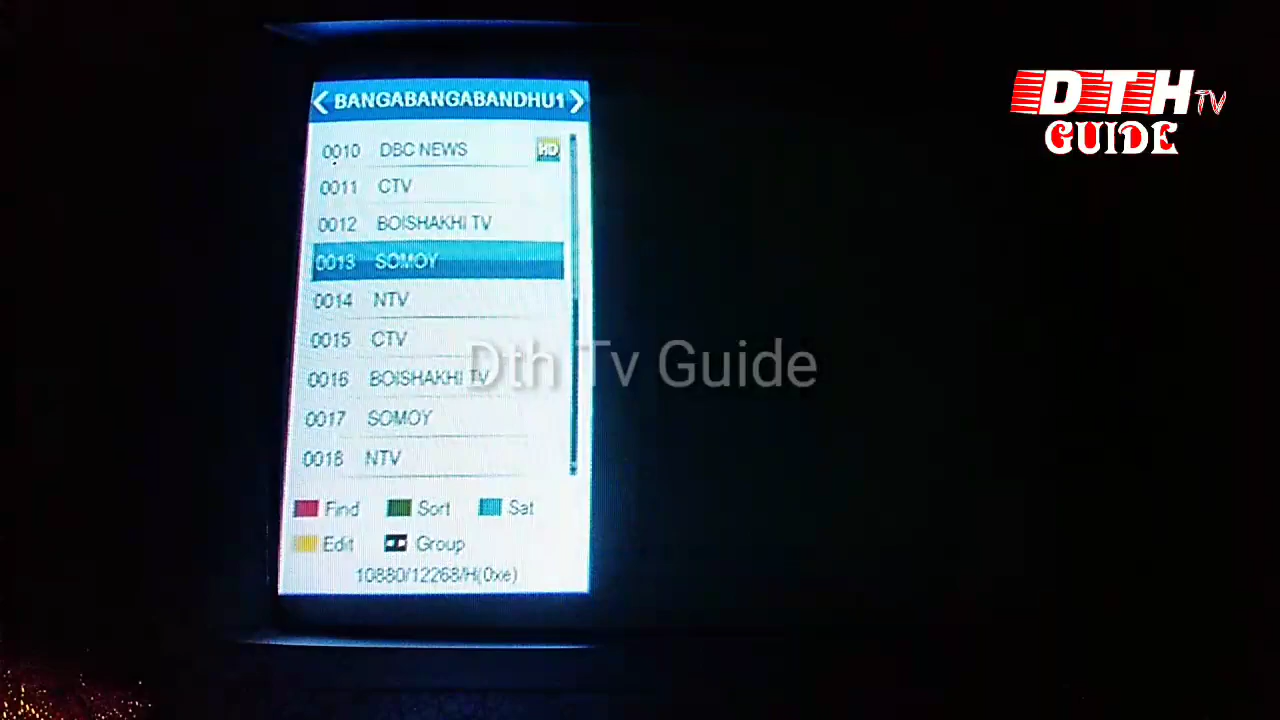 BANGABANGABANDHU1
0010 DBC NEWS HD
0011 CTV
0012 BOISHAKHI TV
0013 SOMOY
0014 NTV
0015 CTV
0016 BOISHAKHI TV
0017 SOMOY
0018 NTV
Find Sort Sat
Edit Group
10880/12268/H(0xe)
DTH TV
GUIDE
Dth Tv Guide